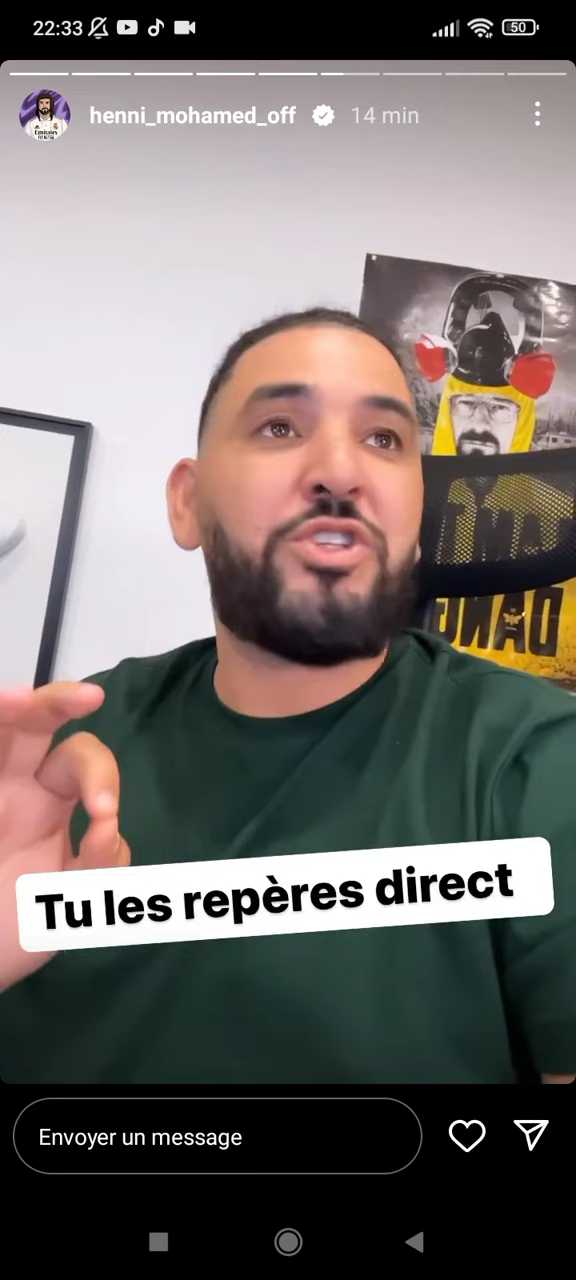 22:33
50
henni_mohamed_off
14 min
Tu les repères direct
Envoyer un message